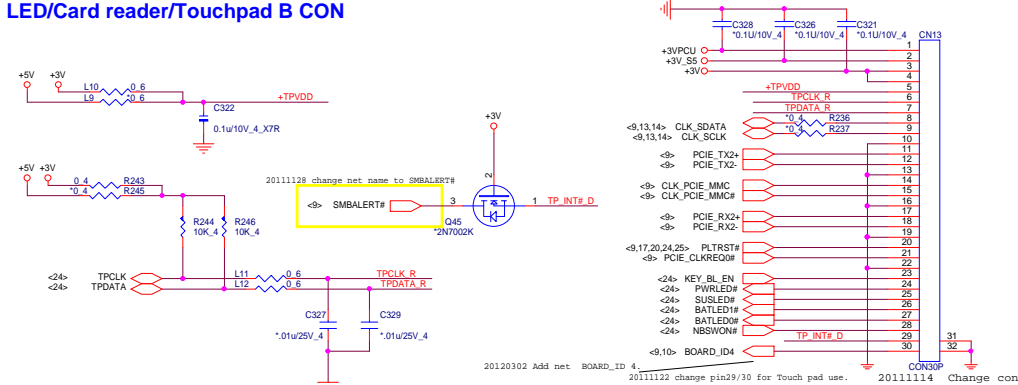 LED/Card reader/Touchpad B CON
+5V +3V
L10 0_6
L9 *0_6
+TPVDD
C322
0.1u/10V_4_X7R
+5V +3V
0_4 R243
*0_4 R245
R244
10K_4
R246
10K_4
<24> TPCLK
<24> TPDATA
L11 0_6
L12 0_6
TPCLK_R
TPDATA_R
C327
*.01u/25V_4
C329
*.01u/25V_4
20111128 change net name to SMBALERT#
<9> SMBALERT#
3
+3V
2
1
TP_INT#_D
Q45
*2N7002K
C328
*0.1U/10V_4
C326
*0.1U/10V_4
C321
*0.1U/10V_4
CN13
+3VPCU 1
+3V_S5 2
+3V 3
4
+TPVDD 5
TPCLK_R 6
TPDATA_R 7
<9,13,14> CLK_SDATA *0_4 R236 8
<9,13,14> CLK_SCLK *0_4 R237 9
10
<9> PCIE_TX2+ 11
<9> PCIE_TX2- 12
13
<9> CLK_PCIE_MMC 14
<9> CLK_PCIE_MMC# 15
16
<9> PCIE_RX2+ 17
<9> PCIE_RX2- 18
19
<9,17,20,24,25> PLTRST# 20
<9> PCIE_CLKREQ0# 21
22
<24> KEY_BL_EN 23
<24> PWRLED# 24
<24> SUSLED# 25
<24> BATLED1# 26
<24> BATLED0# 27
<24> NBSWON# 28
TP_INT#_D 29
<9,10> BOARD_ID4 30
31
32
CON30P
20120302 Add net BOARD_ID 4.
20111122 change pin29/30 for Touch pad use.
20111114 Change con